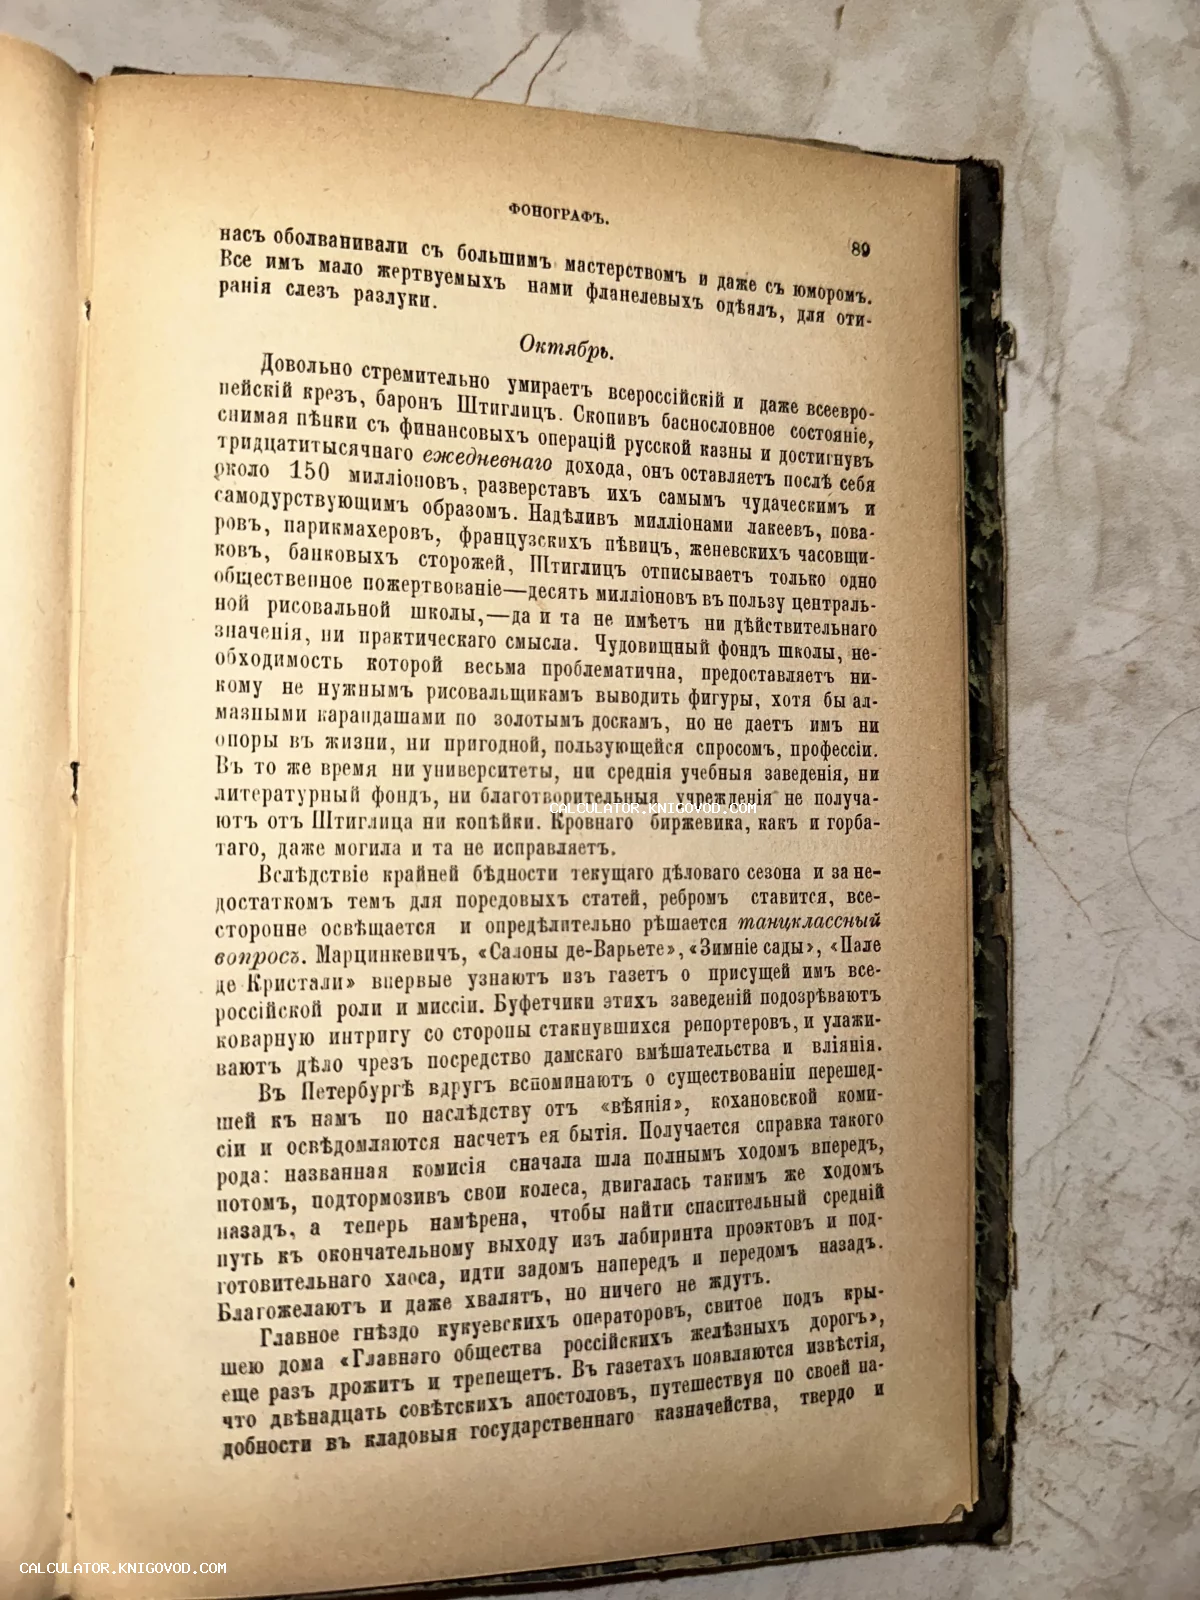 ФОНОГРАФЪ.
89
насъ оболванивали съ большимъ мастерствомъ и даже съ юмором.
Все имъ мало жертвуемыхъ нами фланелевыхъ одѣялъ, для оти-
ранія слезъ разлуки.
Октябрь.
Довольно стремительно умираетъ всероссійскій и даже всеевро-
пейскій крезъ, баронъ Штиглицъ. Скопивъ баснословное состояніе,
снимая пѣнки съ финансовыхъ операцій русской казны и достигнувъ
тридцатитысячнаго ежедневнаго дохода, онъ оставляетъ послѣ себя
около 150 милліоновъ, разверставъ ихъ самымъ чудаческимъ и
самодурствующимъ образомъ. Надѣливъ милліонами лакеевъ, пова-
ровъ, парикмахеровъ, французскихъ пѣвицъ, женевскихъ часовщи-
ковъ, банковыхъ сторожей, Штиглицъ отписываетъ только одно
общественное пожертвованіе—десять милліоновъ въ пользу централь-
ной рисовальной школы,—да и та не имѣетъ ни дѣйствительнаго
значенія, ни практическаго смысла. Чудовищный фондъ школы, не-
обходимость которой весьма проблематична, предоставляетъ ни-
кому не нужнымъ рисовальщикамъ выводить фигуры, хотя бы ал-
мазными карандашами по золотымъ доскамъ, но не даетъ имъ ни
опоры въ жизни, ни пригодной, пользующейся спросомъ, профессіи.
Въ то же время ни университеты, ни среднія учебныя заведенія, ни
литературный фондъ, ни благотворительныя учрежденія не получа-
CALCULATOR.KNIGOVOD.COM
ютъ отъ Штиглица ни копѣйки. Кровнаго биржевика, какъ и горба-
таго, даже могила и та не исправляетъ.
Вслѣдствіе крайней бѣдности текущаго дѣловаго сезона и за не-
достаткомъ темъ для поредовыхъ статей, ребромъ ставится, все-
сторонне освѣщается и опредѣлительно рѣшается танцклассный
вопросъ. Марцинкевичъ, «Салоны де-Варьете», «Зимніе сады», «Пале
де Кристали» впервые узнаютъ изъ газетъ о присущей имъ все-
россійской роли и миссіи. Буфетчики этихъ заведеній подозрѣваютъ
коварную интригу со стороны стакнувшихся репортеровъ, и улажи-
ваютъ дѣло чрезъ посредство дамскаго вмѣшательства и вліянія.
Въ Петербургѣ вдругъ вспоминаютъ о существованіи перешед-
шей къ намъ по наслѣдству отъ «вѣянія», кохановской коми-
сіи и освѣдомляются насчетъ ея бытія. Получается справка такого
рода: названная комисія сначала шла полнымъ ходомъ впередъ,
потомъ, подтормозивъ свои колеса, двигалась такимъ же ходомъ
назадъ, а теперь намѣрена, чтобы найти спасительный средній
путь къ окончательному выходу изъ лабиринта проэктовъ и под-
готовительнаго хаоса, идти задомъ напередъ и передомъ назадъ.
Благожелаютъ и даже хвалятъ, но ничего не ждутъ.
Главное гнѣздо кукуевскихъ операторовъ, свитое подъ кры-
шею дома «Главнаго общества россійскихъ желѣзныхъ дорогъ»,
еще разъ дрожитъ и трепещетъ. Въ газетахъ появляются извѣстія,
что двѣнадцать совѣтскихъ апостоловъ, путешествуя по своей на-
добности въ кладовыя государственнаго казначейства, твердо и
CALCULATOR.KNIGOVOD.COM